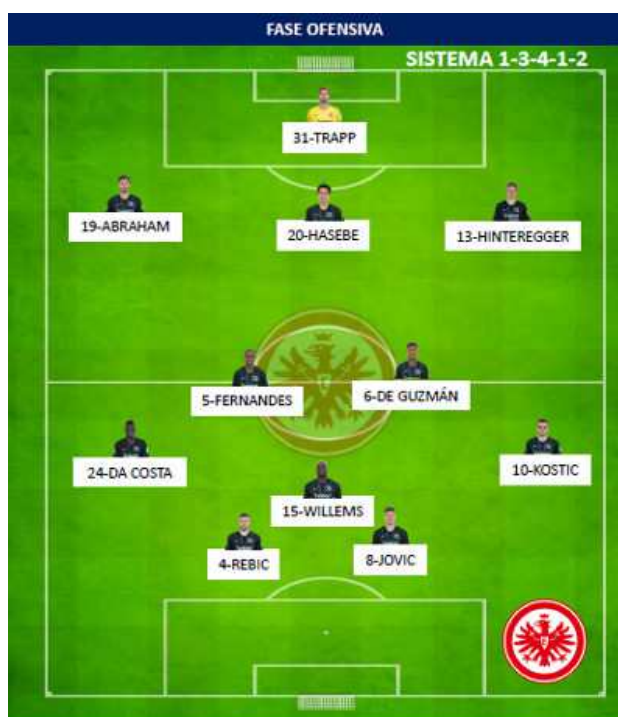 FASE OFENSIVA
SISTEMA 1-3-4-1-2
31-TRAPP
19-ABRAHAM
20-HASEBE
13-HINTEREGGER
5-FERNANDES
6-DE GUZMÁN
24-DA COSTA
10-KOSTIC
15-WILLEMS
4-REBIC
8-JOVIC